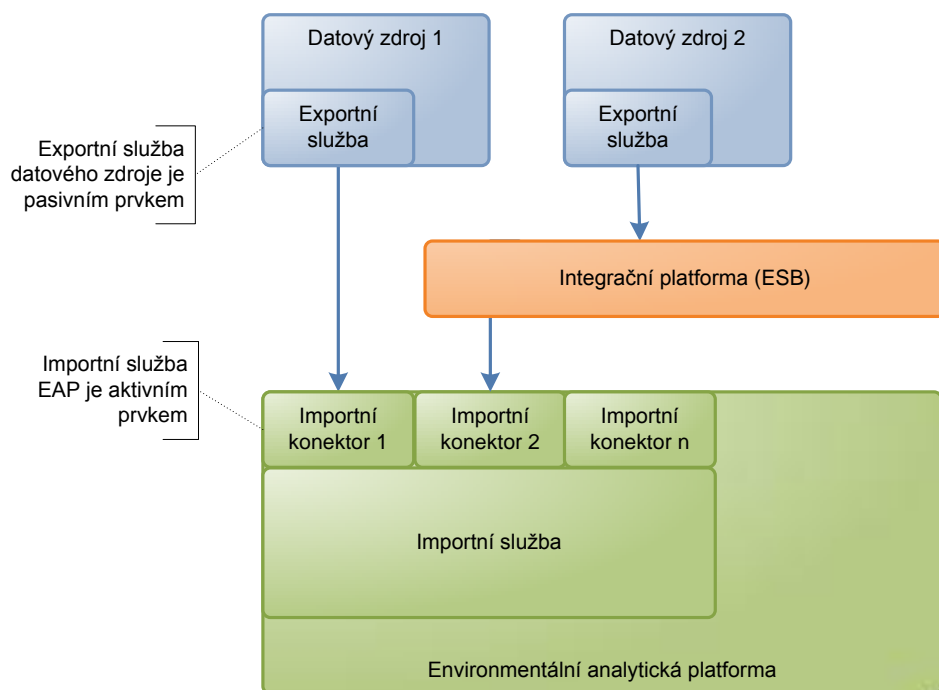 Datový zdroj 1
Datový zdroj 2
Exportní
služba
Exportní
služba
Exportní služba
datového zdroje je
pasivním prvkem
Integrační platforma (ESB)
Importní služba
EAP je aktivním
prvkem
Importní
konektor 1
Importní
konektor 2
Importní
konektor n
Importní služba
Environmentální analytická platforma